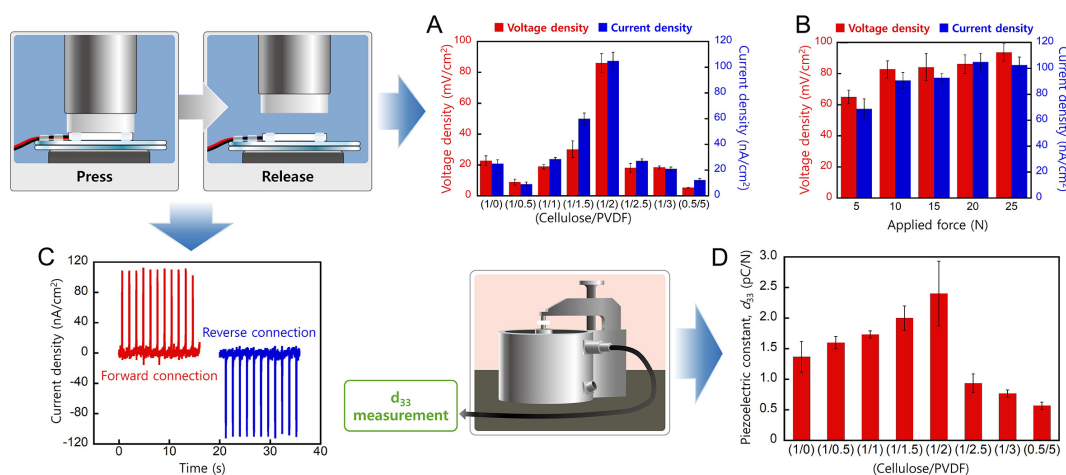 Press
Release
A
Voltage density
Current density
Voltage density (mV/cm²)
100
80
60
40
20
0
Current density (nA/cm²)
120
100
80
60
40
20
0
(1/0) (1/0.5) (1/1) (1/1.5) (1/2) (1/2.5) (1/3) (0.5/5)
(Cellulose/PVDF)
B
Voltage density
Current density
Voltage density (mV/cm²)
100
80
60
40
20
0
Current density (nA/cm²)
120
100
80
60
40
20
0
5 10 15 20 25
Applied force (N)
C
Current density (nA/cm²)
120
80
40
0
-40
-80
-120
Reverse connection
Forward connection
0 10 20 30 40
Time (s)
d₃₃
measurement
D
Piezoelectric constant, d₃₃ (pC/N)
3.0
2.5
2.0
1.5
1.0
0.5
0
(1/0) (1/0.5) (1/1) (1/1.5) (1/2) (1/2.5) (1/3) (0.5/5)
(Cellulose/PVDF)